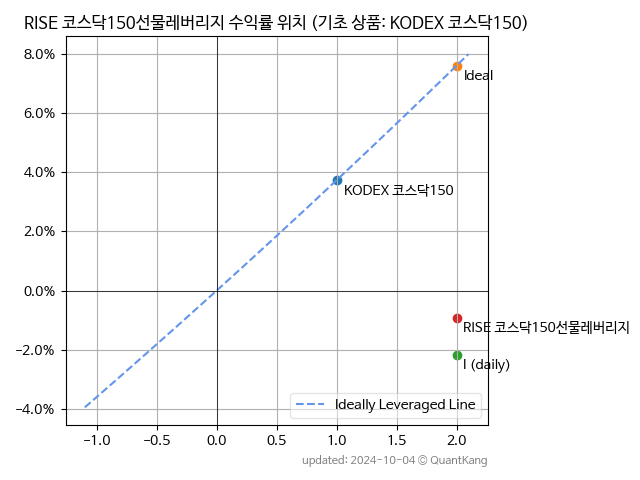 RISE 코스닥150선물레버리지 수익률 위치 (기초 상품: KODEX 코스닥150)
8.0%
Ideal
6.0%
4.0%
KODEX 코스닥150
2.0%
0.0%
RISE 코스닥150선물레버리지
−2.0%
I (daily)
−4.0%
Ideally Leveraged Line
−1.0 −0.5 0.0 0.5 1.0 1.5 2.0
updated: 2024-10-04 © QuantKang